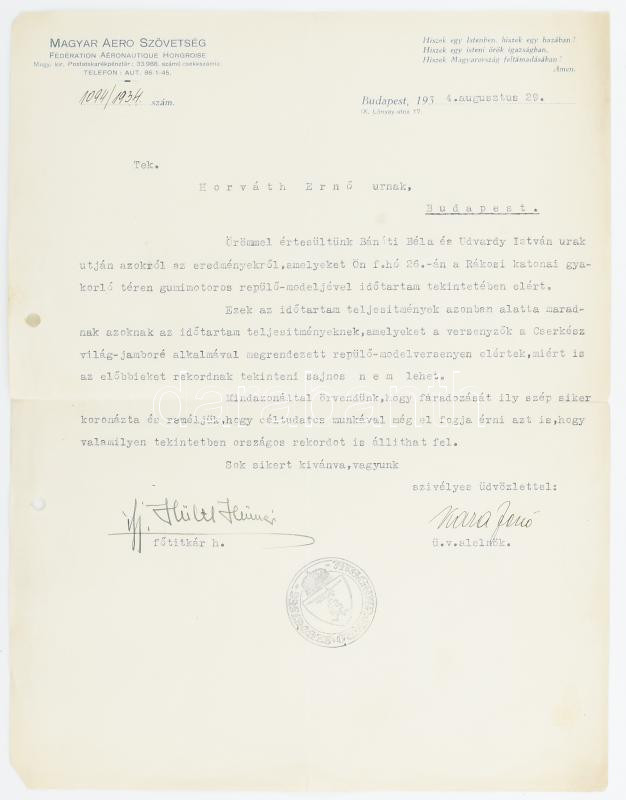 MAGYAR AERO SZÖVETSÉG
FÉDÉRATION AÉRONAUTIQUE HONGROISE
Magy. kir. Postatakarékpénztár: 33.988. számú csekkszámla.
TELEFON: AUT. 86-1-45.
1094/1934 szám.
Hiszek egy Istenben, hiszek egy hazában!
Hiszek egy isteni örök igazságban,
Hiszek Magyarország feltámadásában!
Ámen.
Budapest, 1934.augusztus 29.
IX. Lónyay-utca 17.
Tek.
Horváth Ernő urnak,
Budapest.
Örömmel értesültünk Bánáti Béla és Udvardy István urak
utján azokról az eredményekről,amelyeket Ön f.hó 26.-án a Rákosi katonai gya-
korló téren gumimotoros repülő-modeljével időtartam tekintetében elért.
Ezek az időtartam teljesitmények azonban alatta marad-
nak azoknak az időtartam teljesitményeknek,amelyeket a versenyzők a Cserkész
világ-jamboré alkalmával megrendezett repülő-modelversenyen elértek,miért is
az előbbieket rekordnak tekinteni sajnos nem lehet.
Mindazonáltal örvendünk,hogy fáradozását ily szép siker
koronázta és reméljük,hogy céltudatos munkával még el fogja érni azt is,hogy
valamilyen tekintetben országos rekordot is állithat fel.
Sok sikert kivánva,vagyunk
szivélyes üdvözlettel:
főtitkár h.
ü.v.alelnök.
darabanth